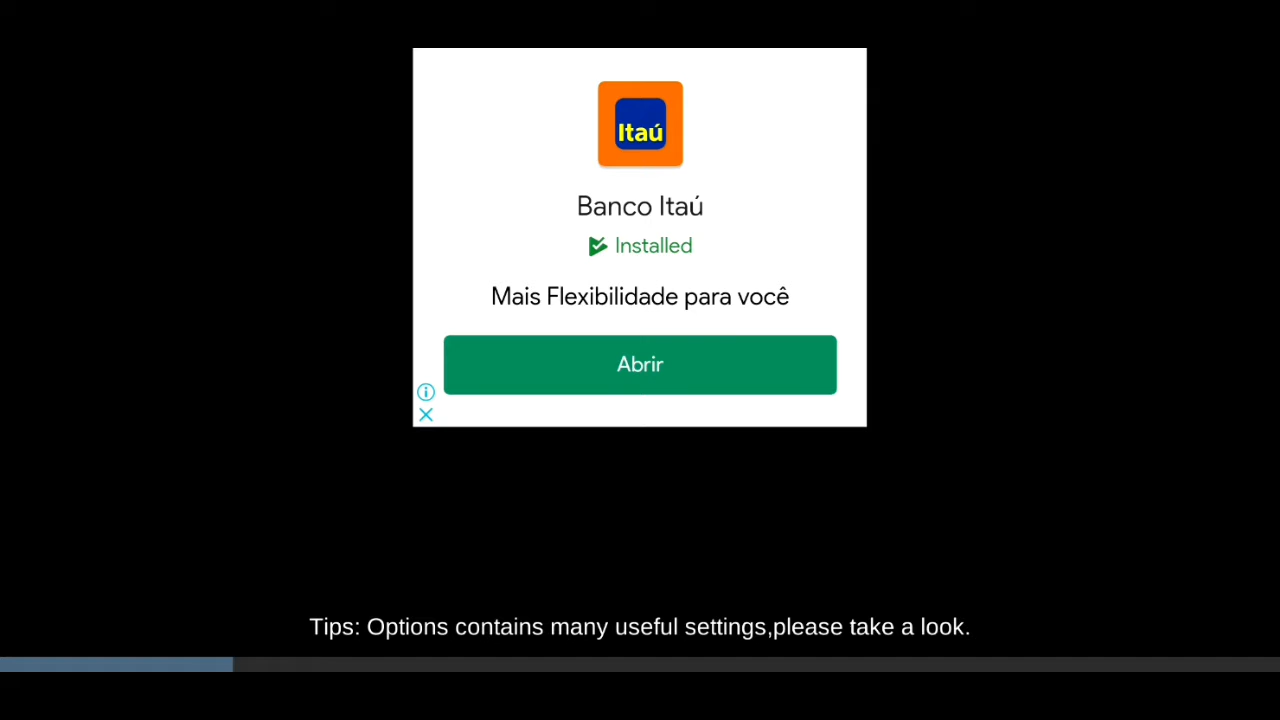 Itaú
Banco Itaú
Installed
Mais Flexibilidade para você
Abrir
Tips: Options contains many useful settings,please take a look.